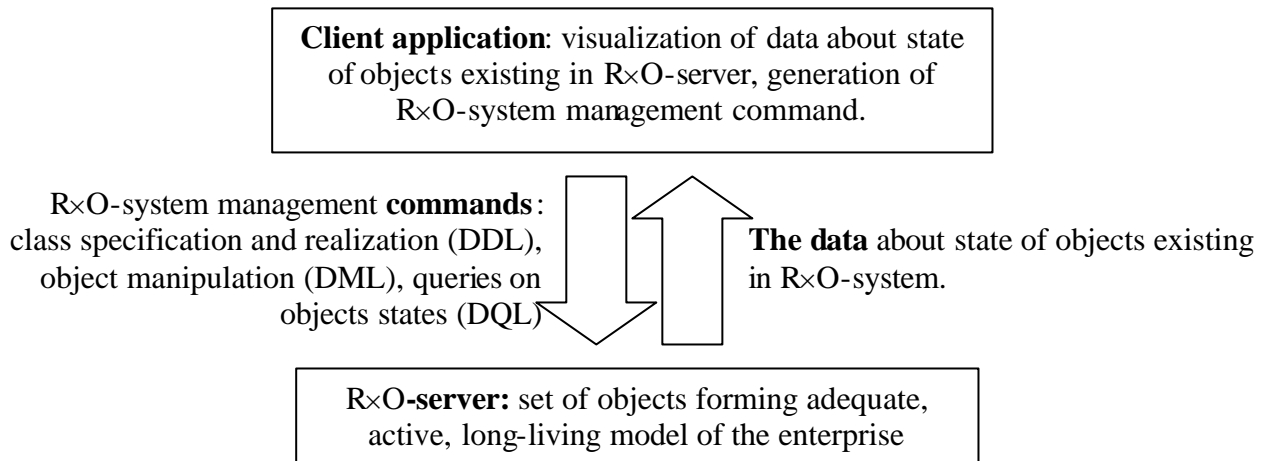 Client application: visualization of data about state
of objects existing in R×O-server, generation of
R×O-system management command.
R×O-system management commands:
class specification and realization (DDL),
object manipulation (DML), queries on
objects states (DQL)
The data about state of objects existing
in R×O-system.
R×O-server: set of objects forming adequate,
active, long-living model of the enterprise